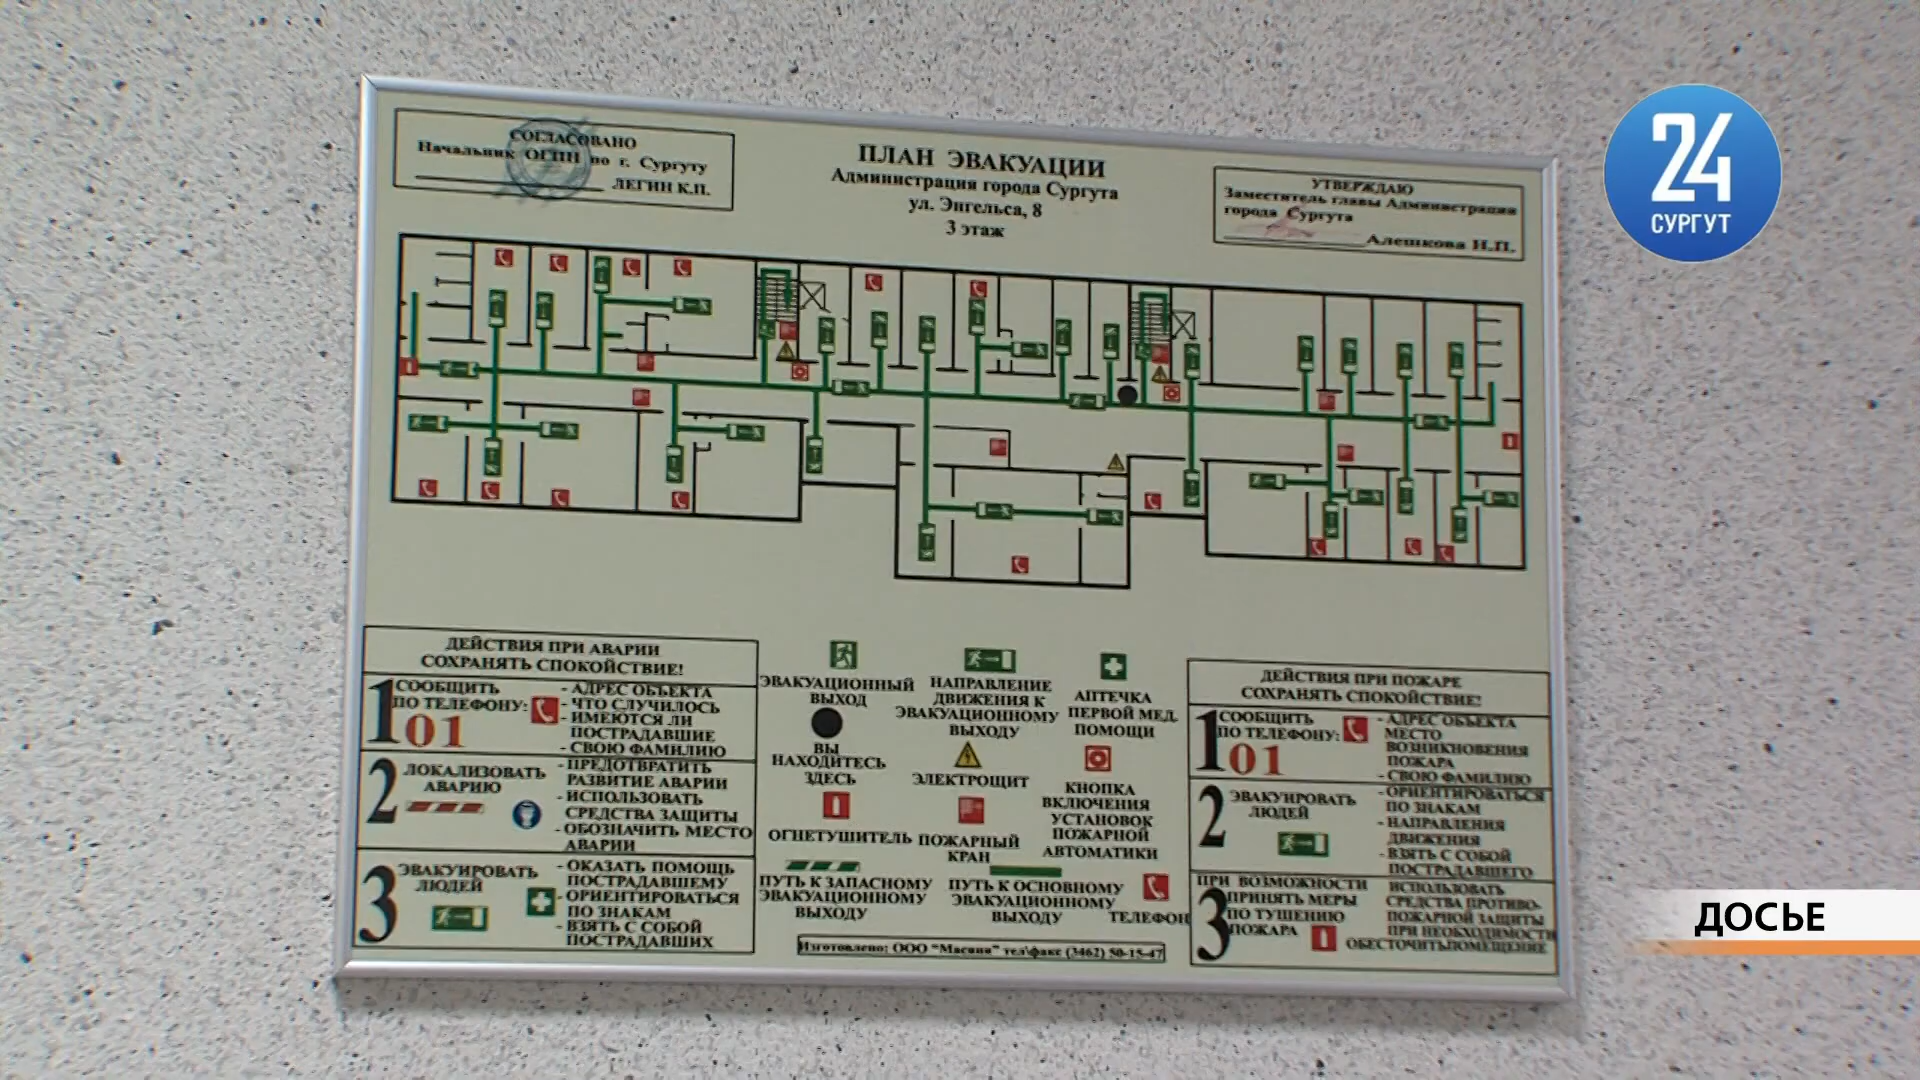 СОГЛАСОВАНО
Начальник ОГПН по г. Сургуту
ЛЕГИН К.П.
ПЛАН ЭВАКУАЦИИ
Администрация города Сургута
ул. Энгельса, 8
3 этаж
УТВЕРЖДАЮ
Заместитель главы Администрации
города Сургута
Алешкова Н.П.
24
СУРГУТ
ДЕЙСТВИЯ ПРИ АВАРИИ
СОХРАНЯТЬ СПОКОЙСТВИЕ!
1 СООБЩИТЬ
ПО ТЕЛЕФОНУ:
01
- АДРЕС ОБЪЕКТА
- ЧТО СЛУЧИЛОСЬ
- ИМЕЮТСЯ ЛИ
ПОСТРАДАВШИЕ
- СВОЮ ФАМИЛИЮ
2 ЛОКАЛИЗОВАТЬ
АВАРИЮ
- ПРЕДОТВРАТИТЬ
РАЗВИТИЕ АВАРИИ
- ИСПОЛЬЗОВАТЬ
СРЕДСТВА ЗАЩИТЫ
- ОБОЗНАЧИТЬ МЕСТО
АВАРИИ
3 ЭВАКУИРОВАТЬ
ЛЮДЕЙ
- ОКАЗАТЬ ПОМОЩЬ
ПОСТРАДАВШЕМУ
- ОРИЕНТИРОВАТЬСЯ
ПО ЗНАКАМ
- ВЗЯТЬ С СОБОЙ
ПОСТРАДАВШИХ
ЭВАКУАЦИОННЫЙ
ВЫХОД
НАПРАВЛЕНИЕ
ДВИЖЕНИЯ К
ЭВАКУАЦИОННОМУ
ВЫХОДУ
АПТЕЧКА
ПЕРВОЙ МЕД.
ПОМОЩИ
ВЫ
НАХОДИТЕСЬ
ЗДЕСЬ
ЭЛЕКТРОЩИТ
КНОПКА
ВКЛЮЧЕНИЯ
УСТАНОВОК
ПОЖАРНОЙ
АВТОМАТИКИ
ОГНЕТУШИТЕЛЬ
ПОЖАРНЫЙ
КРАН
ПУТЬ К ЗАПАСНОМУ
ЭВАКУАЦИОННОМУ
ВЫХОДУ
ПУТЬ К ОСНОВНОМУ
ЭВАКУАЦИОННОМУ
ВЫХОДУ
ТЕЛЕФОН
Изготовлено: ООО "Масини" тел\факс (3462) 50-15-47
ДЕЙСТВИЯ ПРИ ПОЖАРЕ
СОХРАНЯТЬ СПОКОЙСТВИЕ!
1 СООБЩИТЬ
ПО ТЕЛЕФОНУ:
01
- АДРЕС ОБЪЕКТА
МЕСТО
ВОЗНИКНОВЕНИЯ
ПОЖАРА
- СВОЮ ФАМИЛИЮ
2 ЭВАКУИРОВАТЬ
ЛЮДЕЙ
- ОРИЕНТИРОВАТЬСЯ
ПО ЗНАКАМ
- НАПРАВЛЕНИЯ
ДВИЖЕНИЯ
- ВЗЯТЬ С СОБОЙ
ПОСТРАДАВШЕГО
3 ПРИ ВОЗМОЖНОСТИ
ПРИНЯТЬ МЕРЫ
ПО ТУШЕНИЮ
ПОЖАРА
ИСПОЛЬЗОВАТЬ
СРЕДСТВА ПРОТИВО-
ПОЖАРНОЙ ЗАЩИТЫ
ПРИ НЕОБХОДИМОСТИ
ОБЕСТОЧИТЬ ПОМЕЩЕНИЕ
ДОСЬЕ